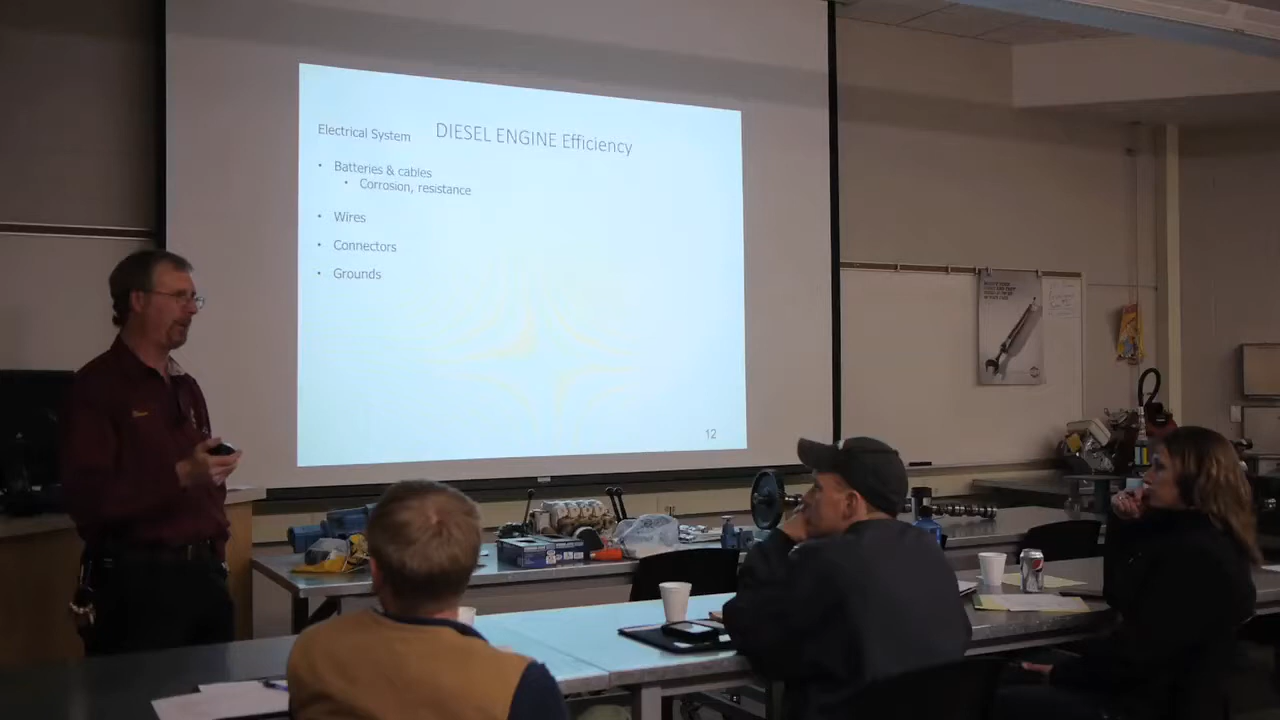 DIESEL ENGINE Efficiency
Electrical System
• Batteries & cables
• Corrosion, resistance
• Wires
• Connectors
• Grounds
12